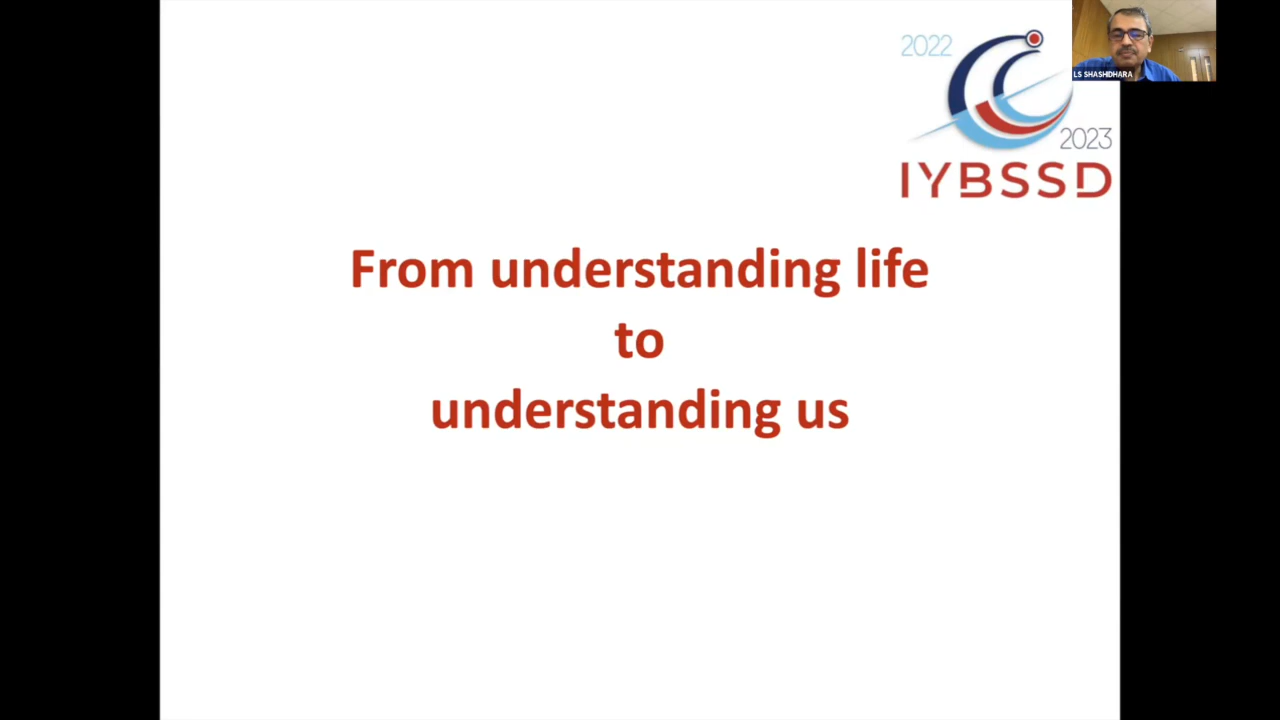 2022
LS SHASHIDHARA
2023
IYBSSD
From understanding life
to
understanding us